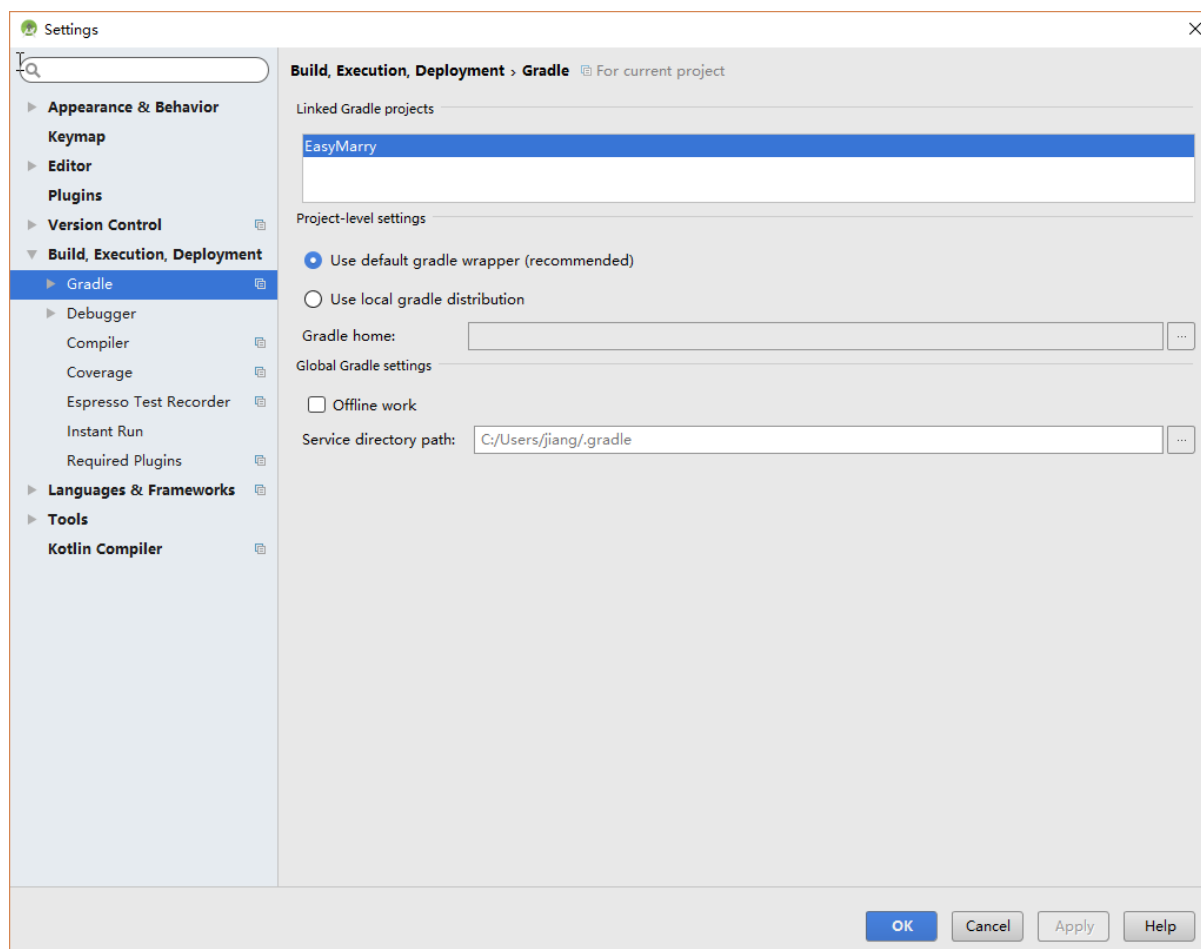 Settings
Build, Execution, Deployment › Gradle For current project
Appearance & Behavior
Keymap
Editor
Plugins
Version Control
Build, Execution, Deployment
Gradle
Debugger
Compiler
Coverage
Espresso Test Recorder
Instant Run
Required Plugins
Languages & Frameworks
Tools
Kotlin Compiler
Linked Gradle projects
EasyMarry
Project-level settings
Use default gradle wrapper (recommended)
Use local gradle distribution
Gradle home: ...
Global Gradle settings
Offline work
Service directory path: C:/Users/jiang/.gradle ...
OK Cancel Apply Help